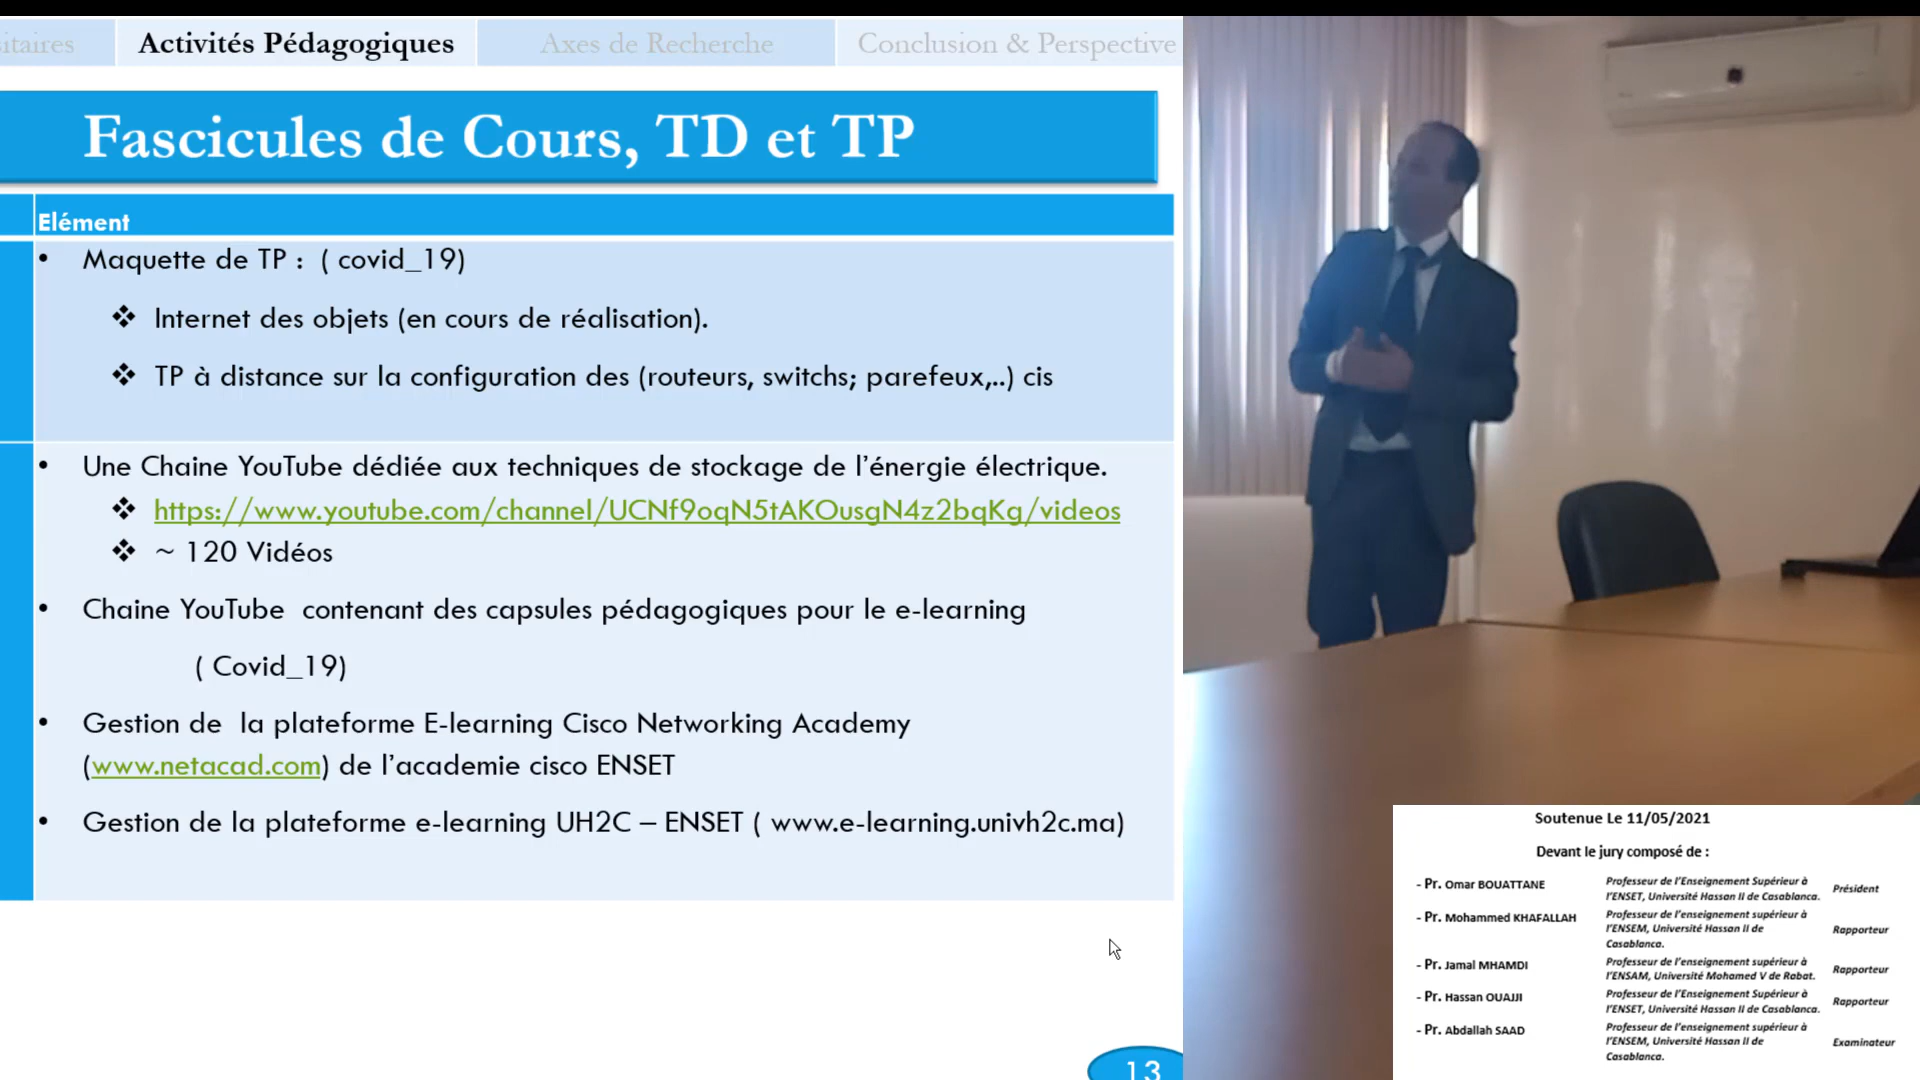 itaires
Activités Pédagogiques
Axes de Recherche
Conclusion & Perspective
Fascicules de Cours, TD et TP
Elément
• Maquette de TP : ( covid_19)
❖ Internet des objets (en cours de réalisation).
❖ TP à distance sur la configuration des (routeurs, switchs; parefeux,..) cis
• Une Chaine YouTube dédiée aux techniques de stockage de l’énergie électrique.
❖ https://www.youtube.com/channel/UCNf9oqN5tAKOusgN4z2bqKg/videos
❖ ~ 120 Vidéos
• Chaine YouTube contenant des capsules pédagogiques pour le e-learning
( Covid_19)
• Gestion de la plateforme E-learning Cisco Networking Academy
(www.netacad.com) de l’academie cisco ENSET
• Gestion de la plateforme e-learning UH2C – ENSET ( www.e-learning.univh2c.ma)
13
Soutenue Le 11/05/2021
Devant le jury composé de :
- Pr. Omar BOUATTANE
Professeur de l’Enseignement Supérieur à
l’ENSET, Université Hassan II de Casablanca.
Président
- Pr. Mohammed KHAFALLAH
Professeur de l’enseignement supérieur à
l’ENSEM, Université Hassan II de
Casablanca.
Rapporteur
- Pr. Jamal MHAMDI
Professeur de l’enseignement supérieur à
l’ENSAM, Université Mohamed V de Rabat.
Rapporteur
- Pr. Hassan OUAJJI
Professeur de l’Enseignement Supérieur à
l’ENSET, Université Hassan II de Casablanca.
Rapporteur
- Pr. Abdallah SAAD
Professeur de l’enseignement supérieur à
l’ENSEM, Université Hassan II de
Casablanca.
Examinateur